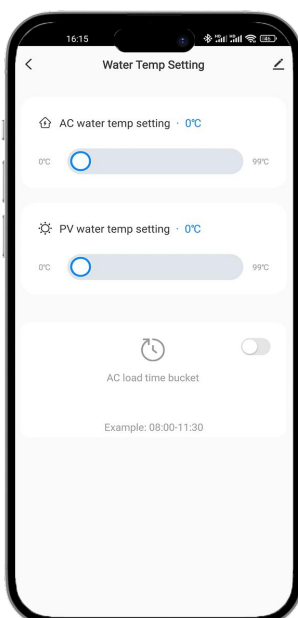 16:15
Water Temp Setting
AC water temp setting · 0℃
0℃ 99℃
PV water temp setting · 0℃
0℃ 99℃
AC load time bucket
Example: 08:00-11:30